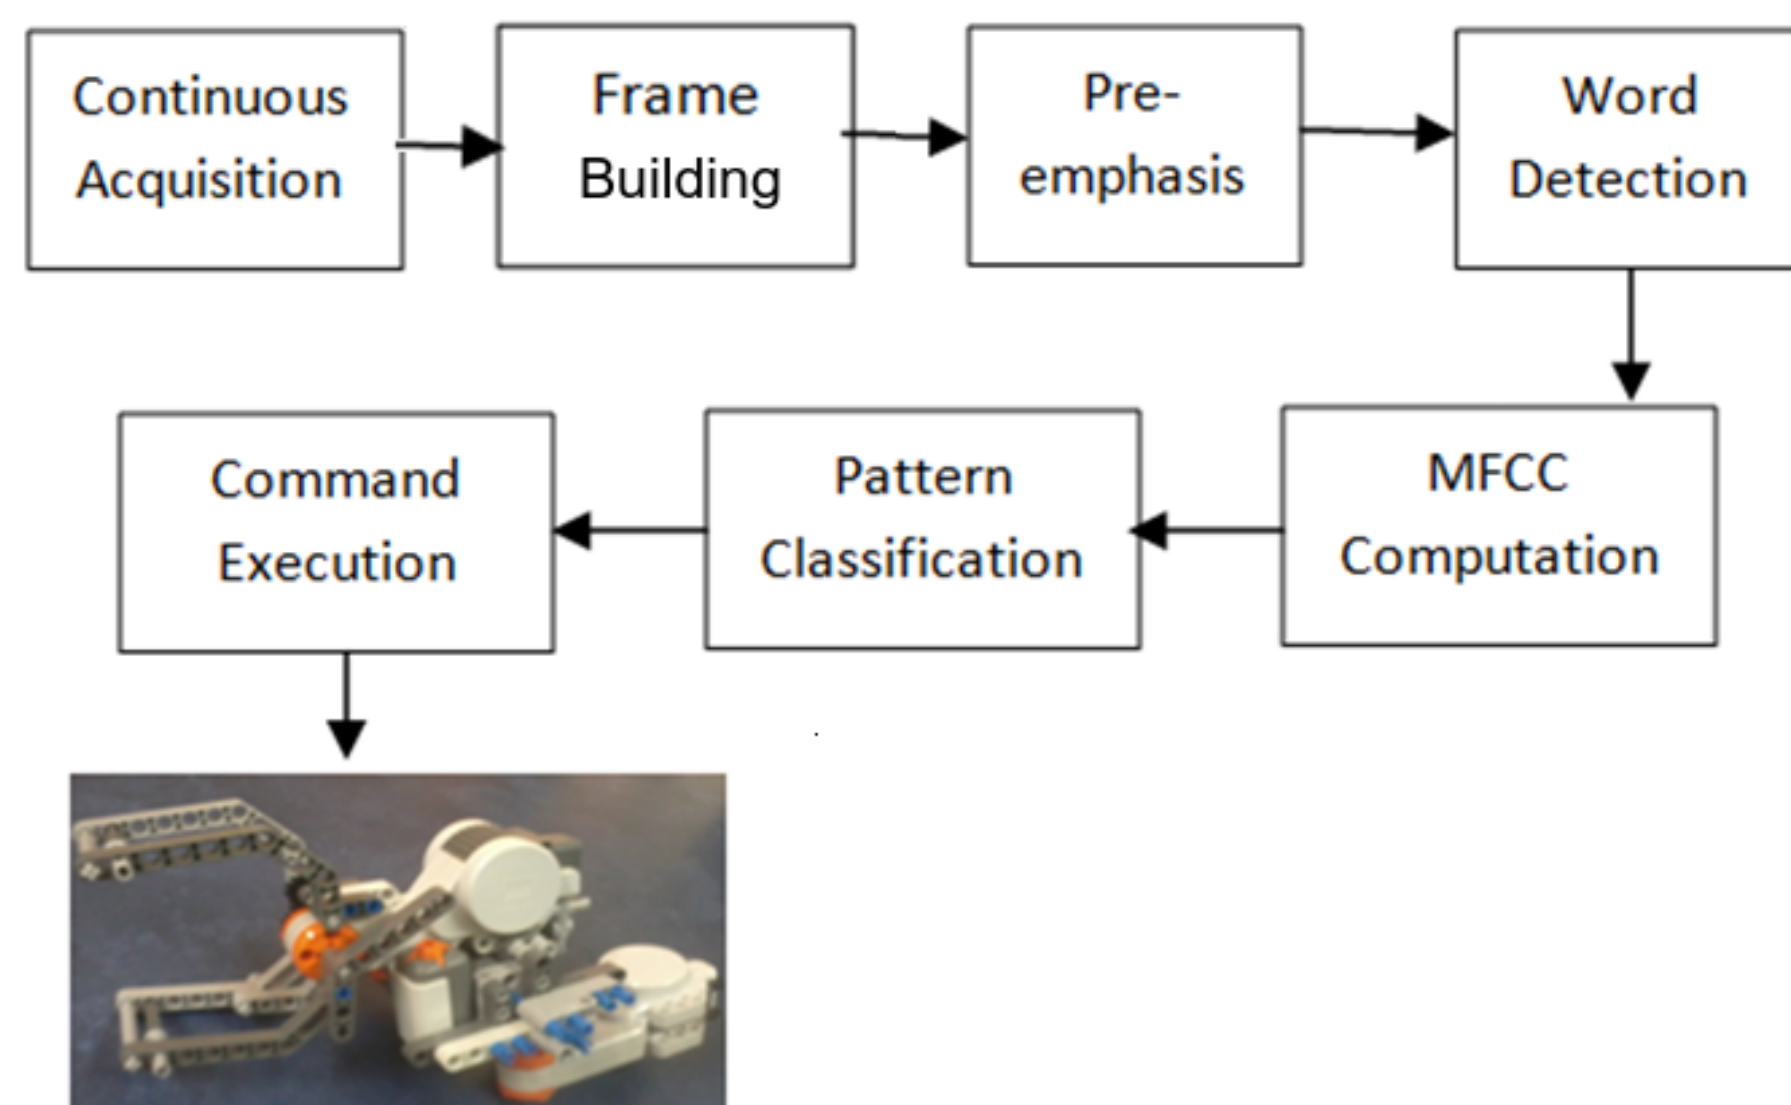 Continuous
Acquisition
Frame
Building
Pre-
emphasis
Word
Detection
MFCC
Computation
Pattern
Classification
Command
Execution